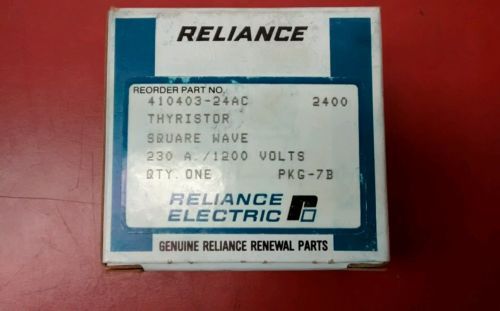 RELIANCE
REORDER PART NO.
410403-24AC 2400
THYRISTOR
SQUARE WAVE
230 A./1200 VOLTS
QTY. ONE PKG-7B
RELIANCE
ELECTRIC
GENUINE RELIANCE RENEWAL PARTS